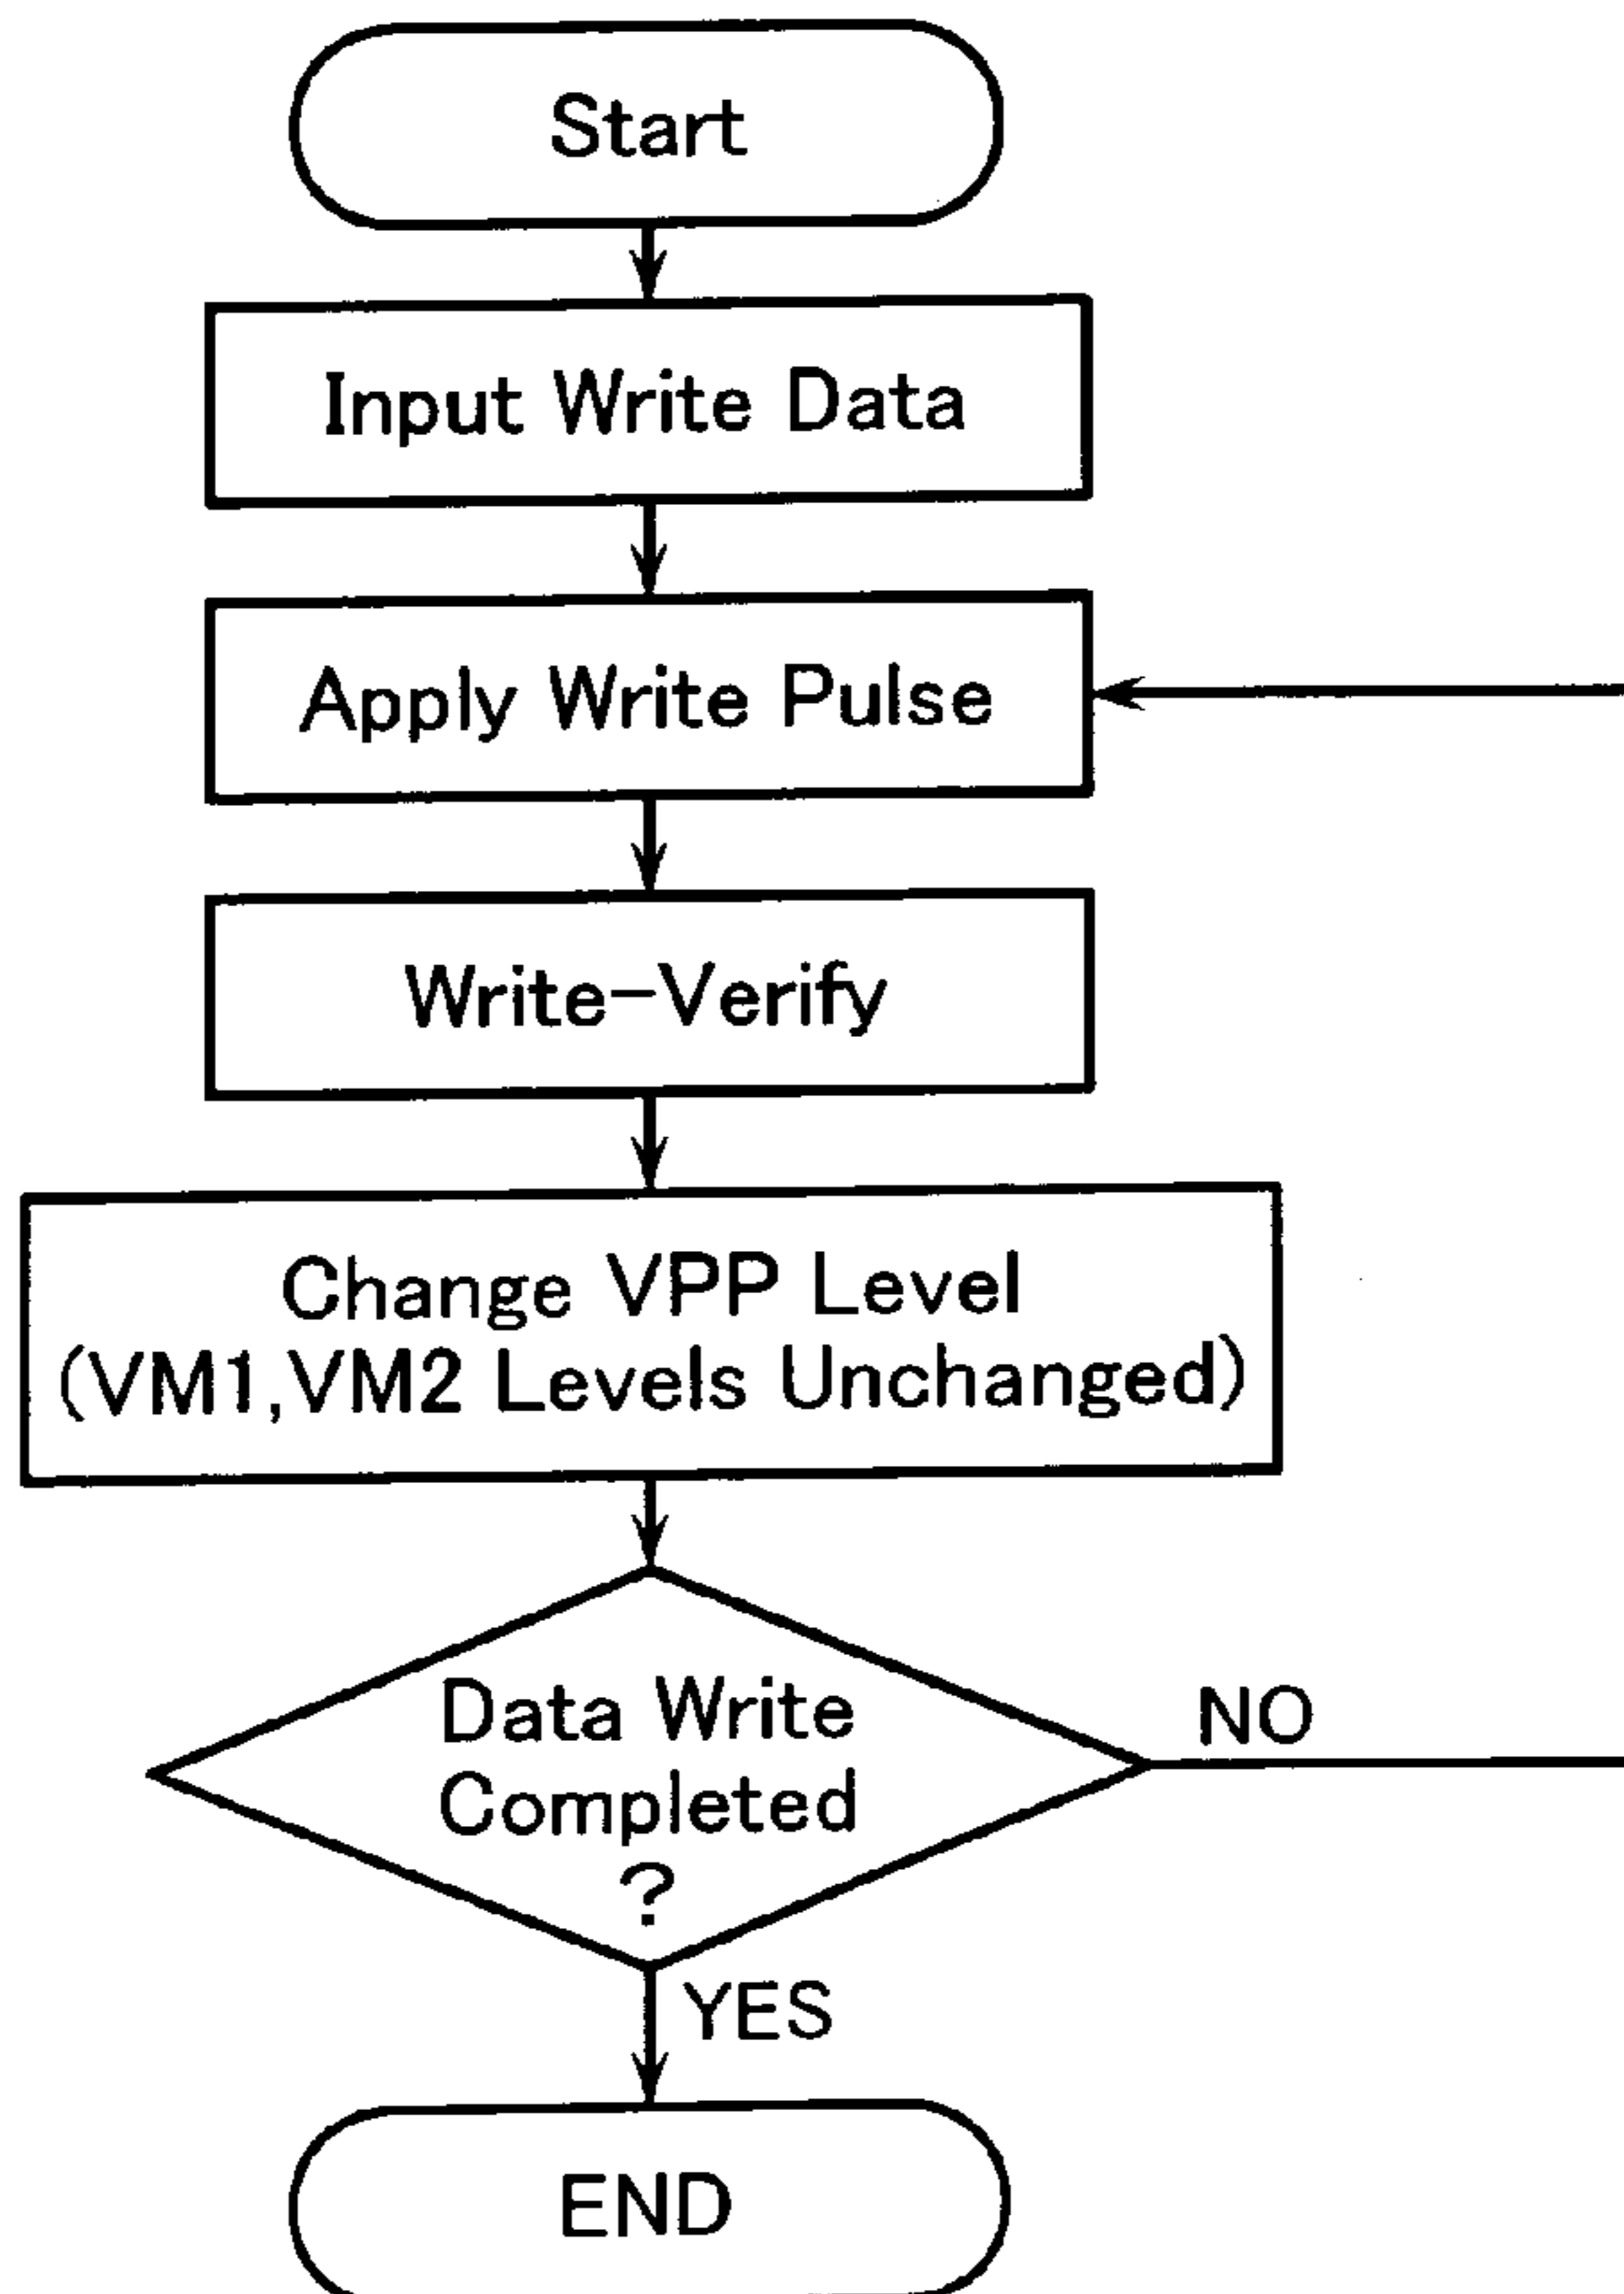 Start
Input Write Data
Apply Write Pulse
Write-Verify
Change VPP Level
(VM1,VM2 Levels Unchanged)
Data Write
Completed
?
NO
YES
END